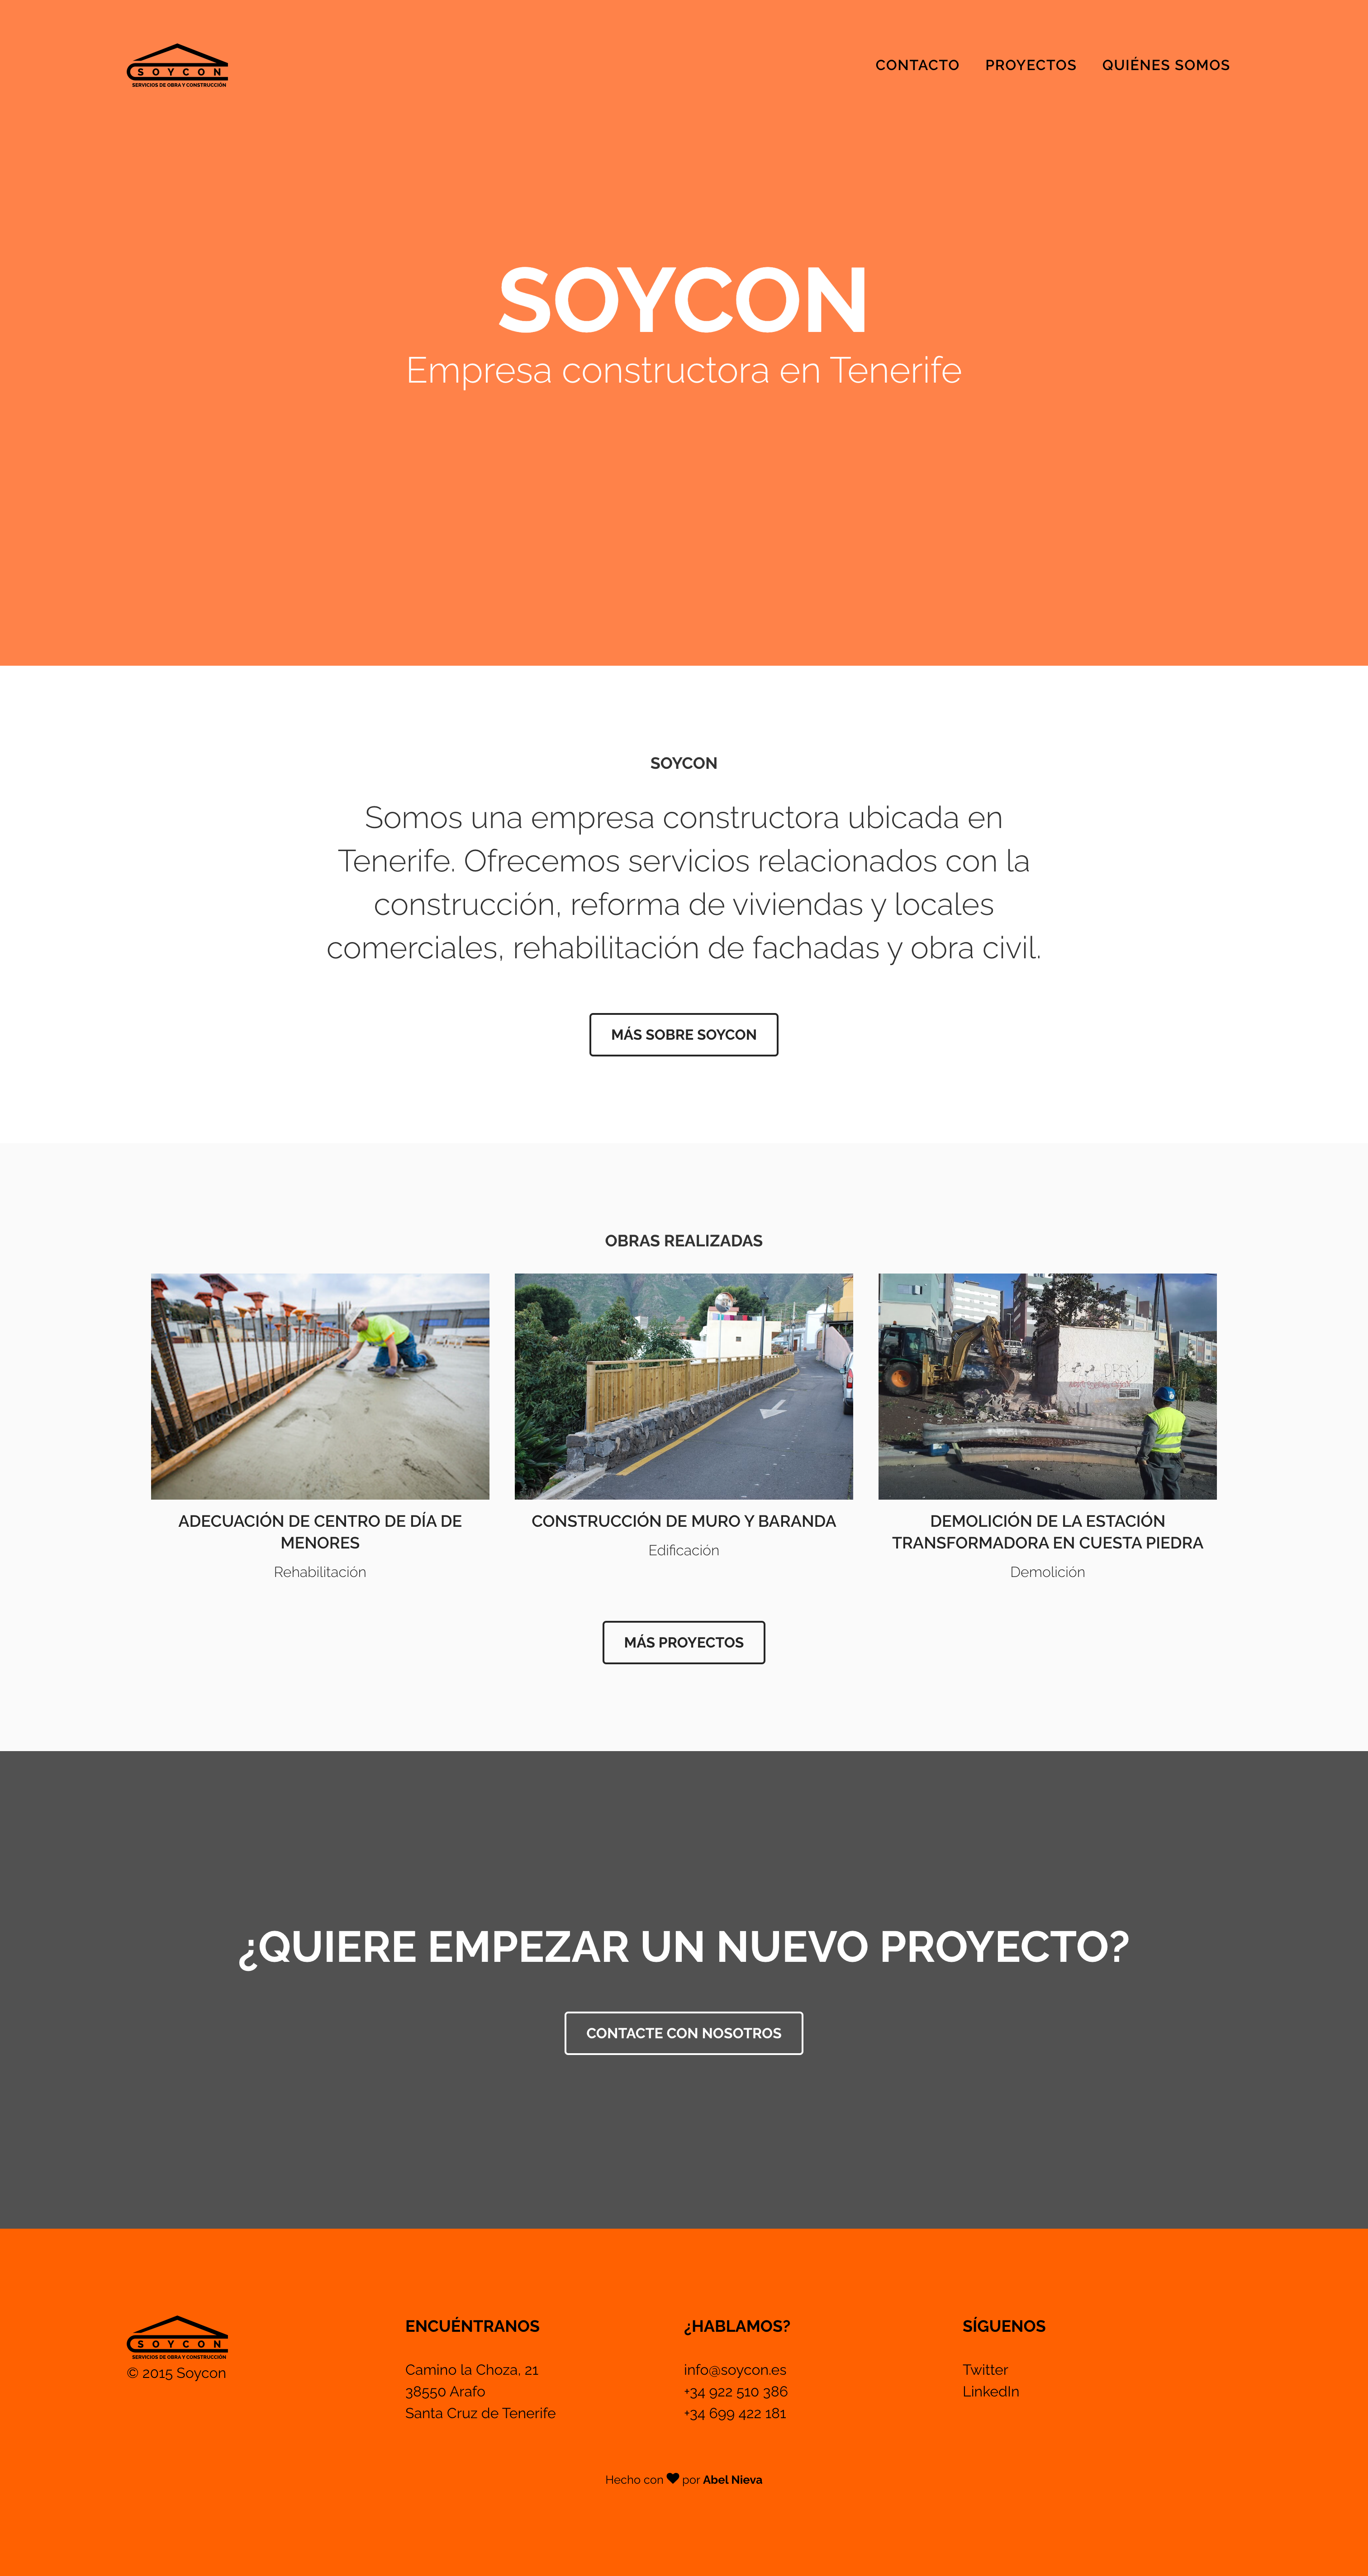 SOYCON
SERVICIOS DE OBRA Y CONSTRUCCIÓN
CONTACTO PROYECTOS QUIÉNES SOMOS
SOYCON
Empresa constructora en Tenerife
SOYCON
Somos una empresa constructora ubicada en
Tenerife. Ofrecemos servicios relacionados con la
construcción, reforma de viviendas y locales
comerciales, rehabilitación de fachadas y obra civil.
MÁS SOBRE SOYCON
OBRAS REALIZADAS
ADECUACIÓN DE CENTRO DE DÍA DE
MENORES
Rehabilitación
CONSTRUCCIÓN DE MURO Y BARANDA
Edificación
DEMOLICIÓN DE LA ESTACIÓN
TRANSFORMADORA EN CUESTA PIEDRA
Demolición
MÁS PROYECTOS
¿QUIERE EMPEZAR UN NUEVO PROYECTO?
CONTACTE CON NOSOTROS
SOYCON
SERVICIOS DE OBRA Y CONSTRUCCIÓN
© 2015 Soycon
ENCUÉNTRANOS
Camino la Choza, 21
38550 Arafo
Santa Cruz de Tenerife
¿HABLAMOS?
info@soycon.es
+34 922 510 386
+34 699 422 181
SÍGUENOS
Twitter
LinkedIn
Hecho con ♥ por Abel Nieva